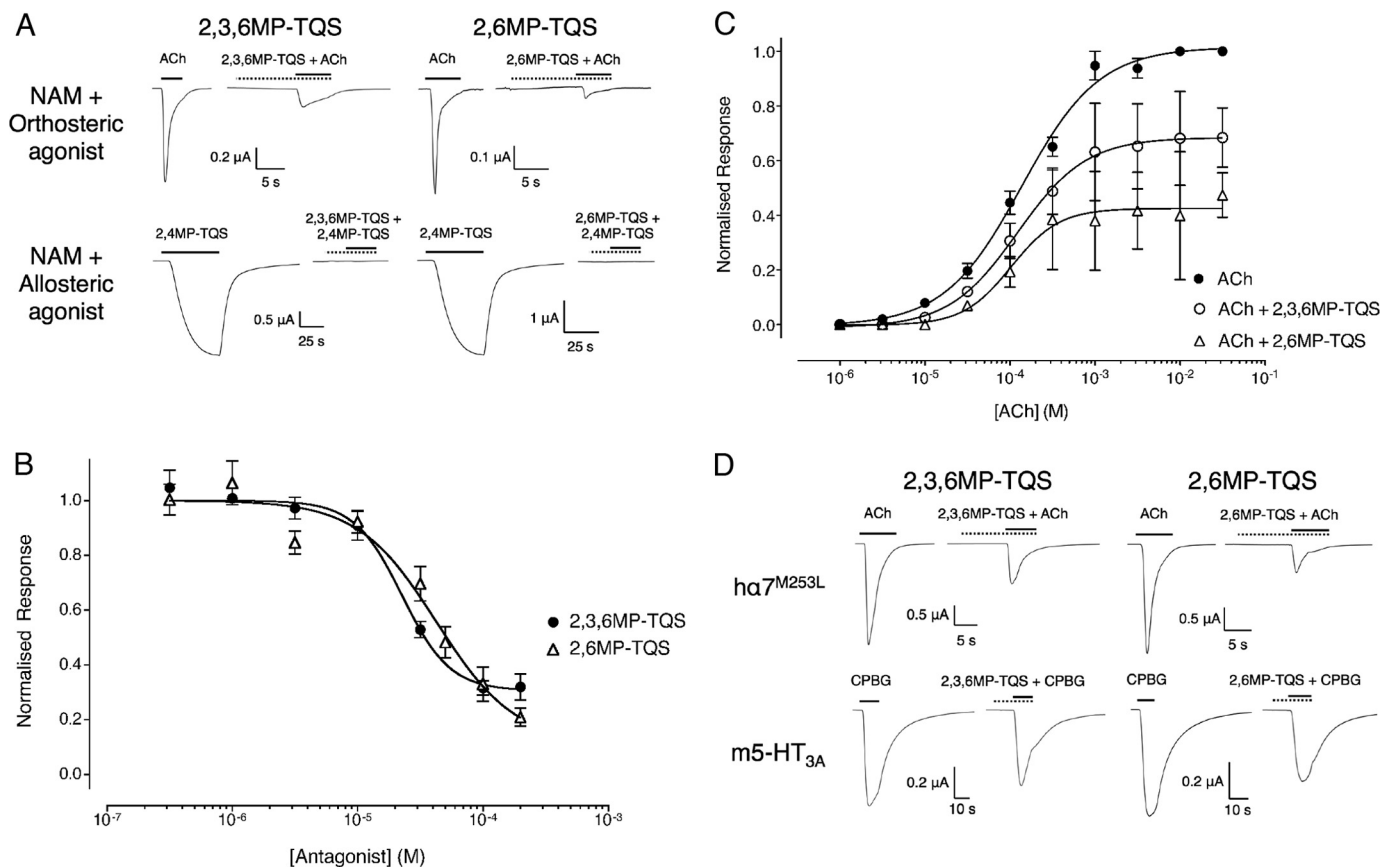 A
2,3,6MP-TQS
2,6MP-TQS
NAM +
Orthosteric
agonist
ACh
2,3,6MP-TQS + ACh
ACh
2,6MP-TQS + ACh
0.2 µA
5 s
0.1 µA
5 s
NAM +
Allosteric
agonist
2,4MP-TQS
2,3,6MP-TQS +
2,4MP-TQS
2,4MP-TQS
2,6MP-TQS +
2,4MP-TQS
0.5 µA
25 s
1 µA
25 s
B
Normalised Response
1.0
0.8
0.6
0.4
0.2
0.0
2,3,6MP-TQS
2,6MP-TQS
10-7
10-6
10-5
10-4
10-3
[Antagonist] (M)
C
Normalised Response
1.0
0.8
0.6
0.4
0.2
0.0
ACh
ACh + 2,3,6MP-TQS
ACh + 2,6MP-TQS
10-6
10-5
10-4
10-3
10-2
10-1
[ACh] (M)
D
2,3,6MP-TQS
2,6MP-TQS
hα7M253L
ACh
2,3,6MP-TQS + ACh
ACh
2,6MP-TQS + ACh
0.5 µA
5 s
0.5 µA
5 s
m5-HT3A
CPBG
2,3,6MP-TQS + CPBG
CPBG
2,6MP-TQS + CPBG
0.2 µA
10 s
0.2 µA
10 s